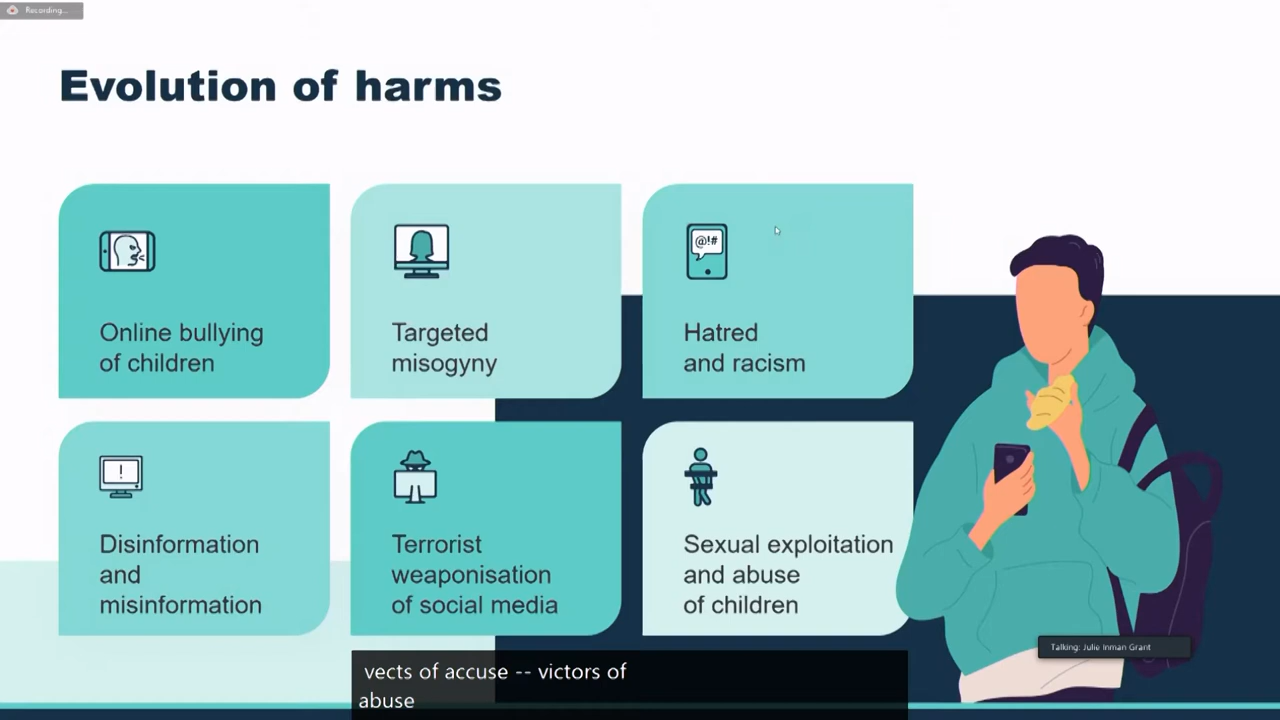 Recording...
Evolution of harms
Online bullying
of children
Targeted
misogyny
@!#
Hatred
and racism
!
Disinformation
and
misinformation
Terrorist
weaponisation
of social media
Sexual exploitation
and abuse
of children
Talking: Julie Inman Grant
vects of accuse -- victors of
abuse